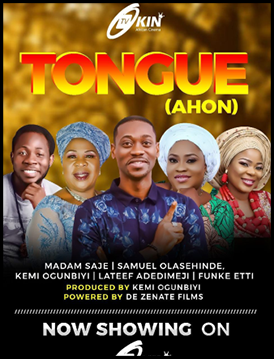 OKIN
TONGUE
(AHON)
MADAM SAJE | SAMUEL OLASEHINDE,
KEMI OGUNBIYI | LATEEF ADEDIMEJI | FUNKE ETTI
PRODUCED BY KEMI OGUNBIYI
POWERED BY DE ZENATE FILMS
NOW SHOWING ON